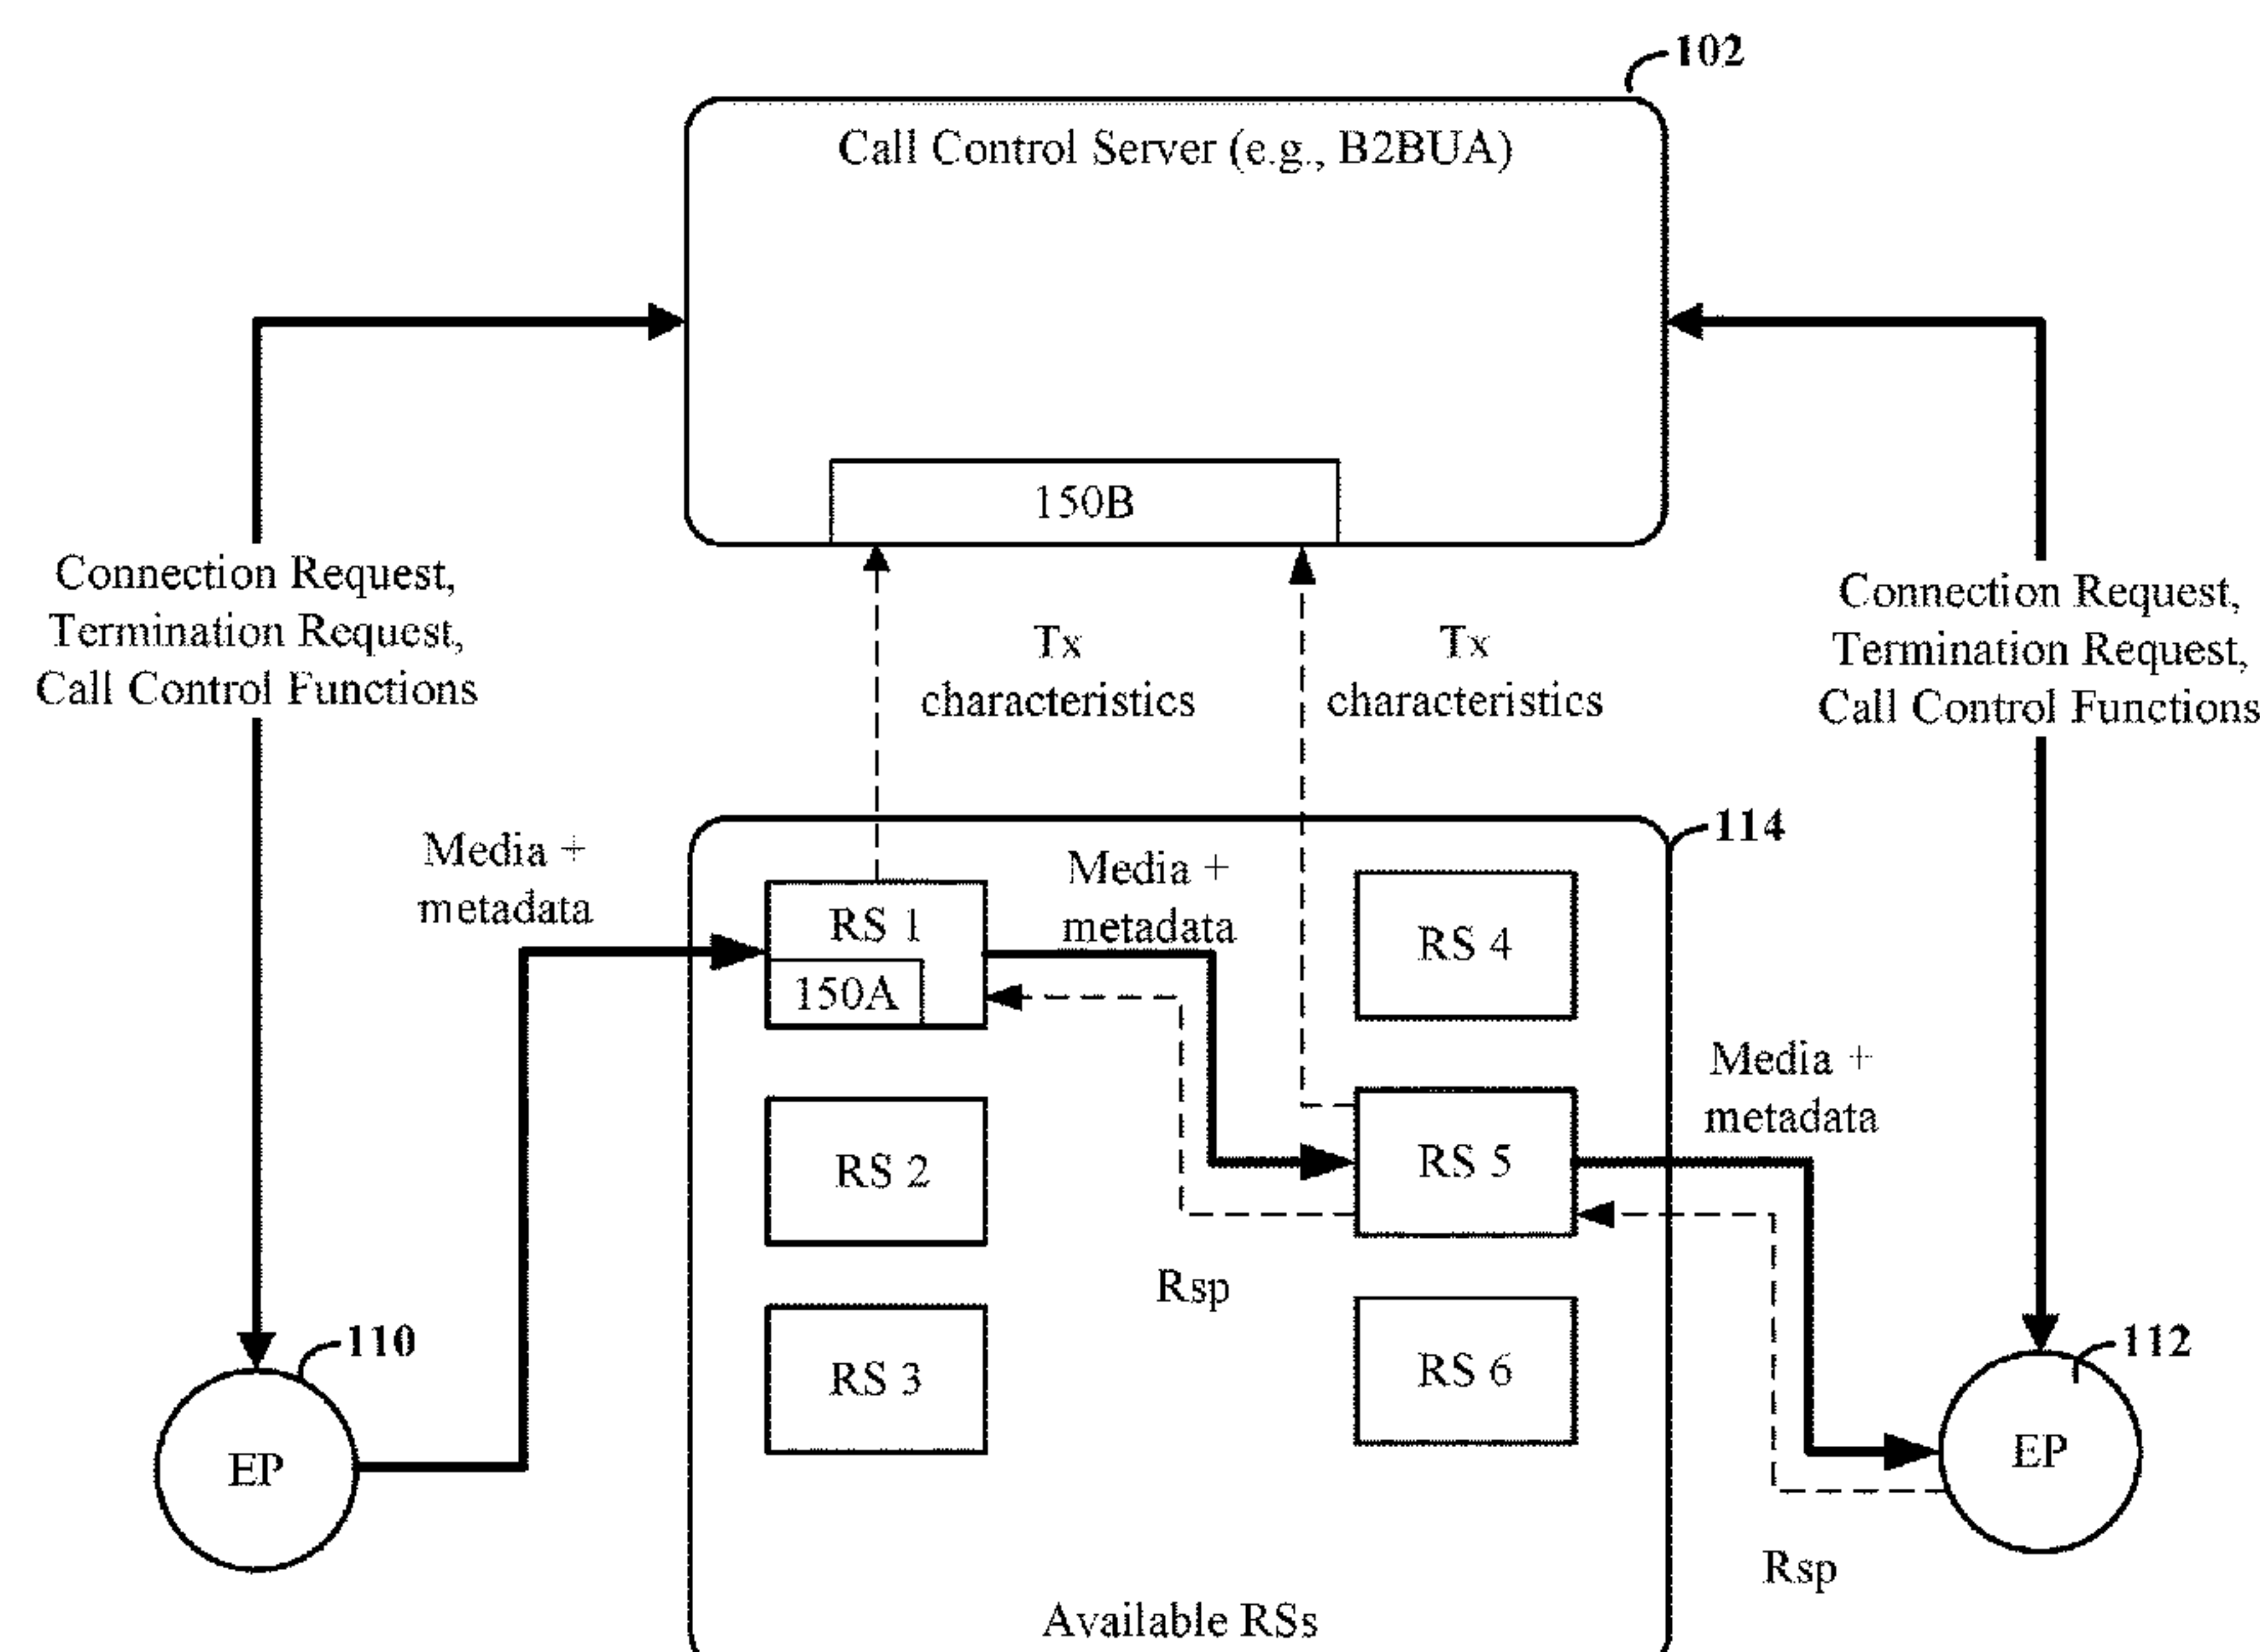 102
Call Control Server (e.g., B2BUA)
150B
Connection Request,
Termination Request,
Call Control Functions
Tx
characteristics
Tx
characteristics
Connection Request,
Termination Request,
Call Control Functions
114
Media +
metadata
Media +
metadata
RS 1
150A
RS 4
Media +
metadata
RS 2
RS 5
Rsp
110
RS 3
RS 6
112
EP
EP
Rsp
Available RSs